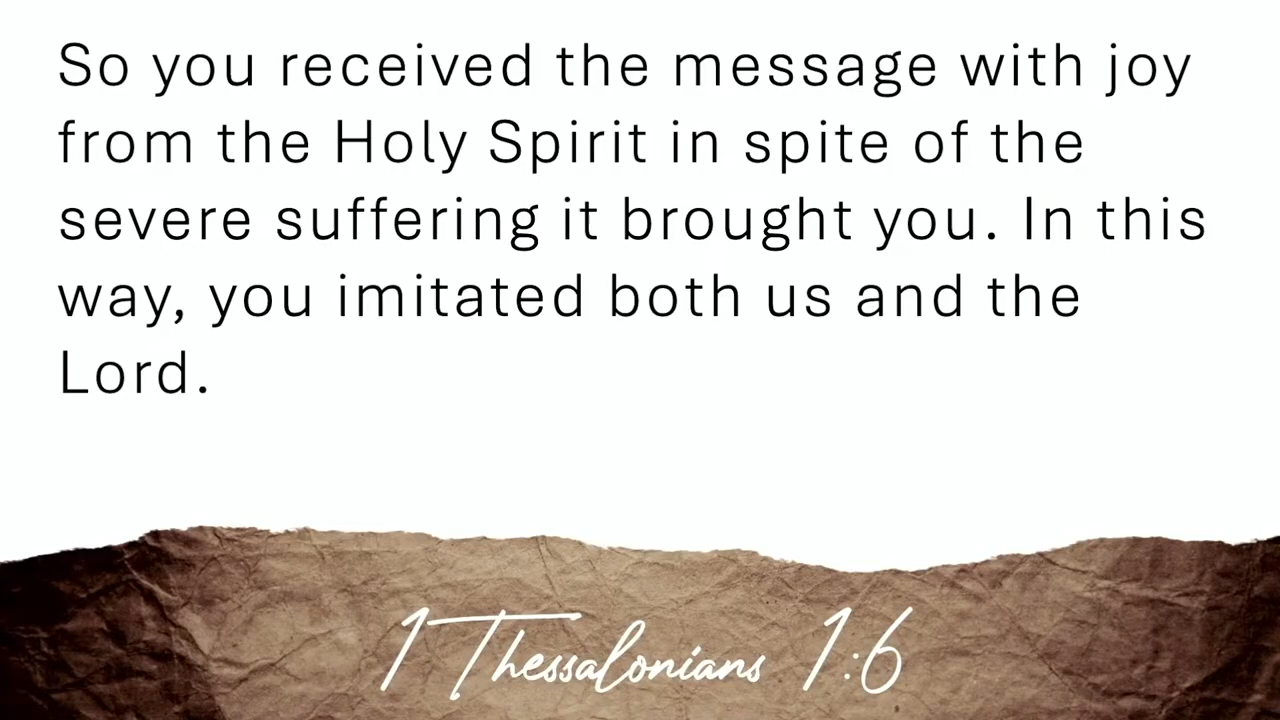 So you received the message with joy
from the Holy Spirit in spite of the
severe suffering it brought you. In this
way, you imitated both us and the
Lord.
1 Thessalonians 1:6